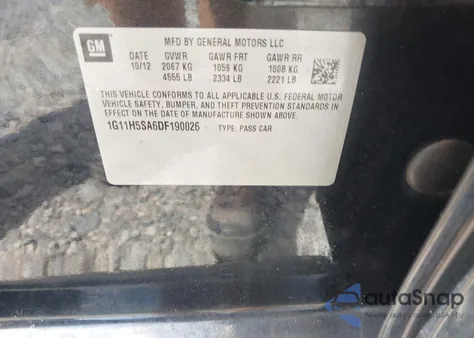 GM
MFD BY GENERAL MOTORS LLC
DATE GVWR GAWR FRT GAWR RR
10/12 2067 KG 1059 KG 1008 KG
4555 LB 2334 LB 2221 LB
THIS VEHICLE CONFORMS TO ALL APPLICABLE U.S. FEDERAL MOTOR
VEHICLE SAFETY, BUMPER, AND THEFT PREVENTION STANDARDS IN
EFFECT ON THE DATE OF MANUFACTURE SHOWN ABOVE.
1G11H5SA6DF190026 TYPE: PASS CAR
autoSnap